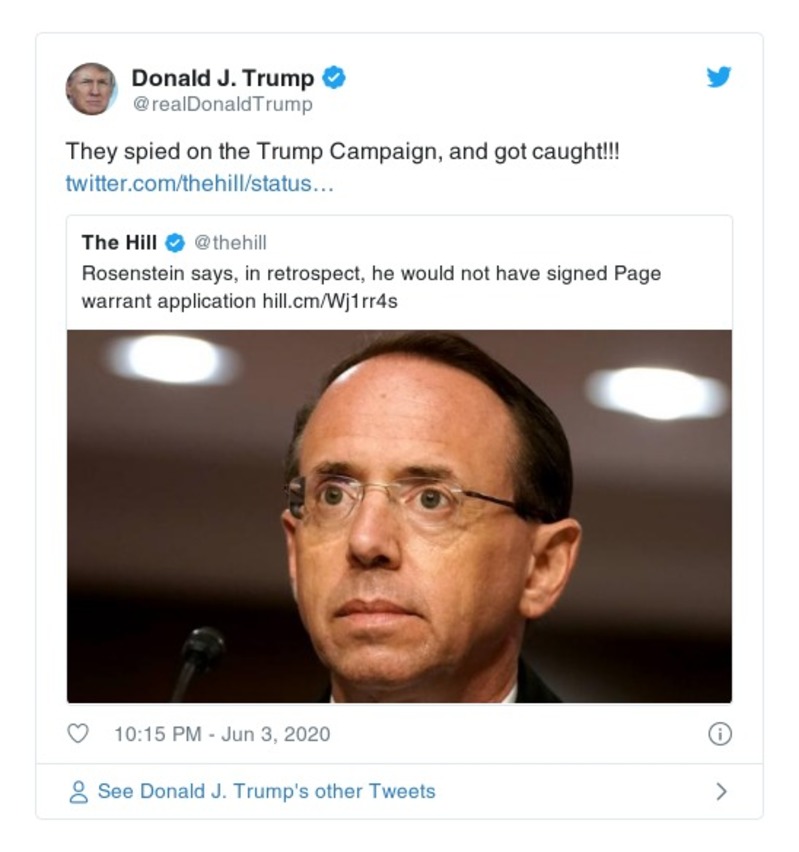 Donald J. Trump
@realDonaldTrump
They spied on the Trump Campaign, and got caught!!!
twitter.com/thehill/status…
The Hill @thehill
Rosenstein says, in retrospect, he would not have signed Page
warrant application hill.cm/Wj1rr4s
10:15 PM - Jun 3, 2020
See Donald J. Trump's other Tweets